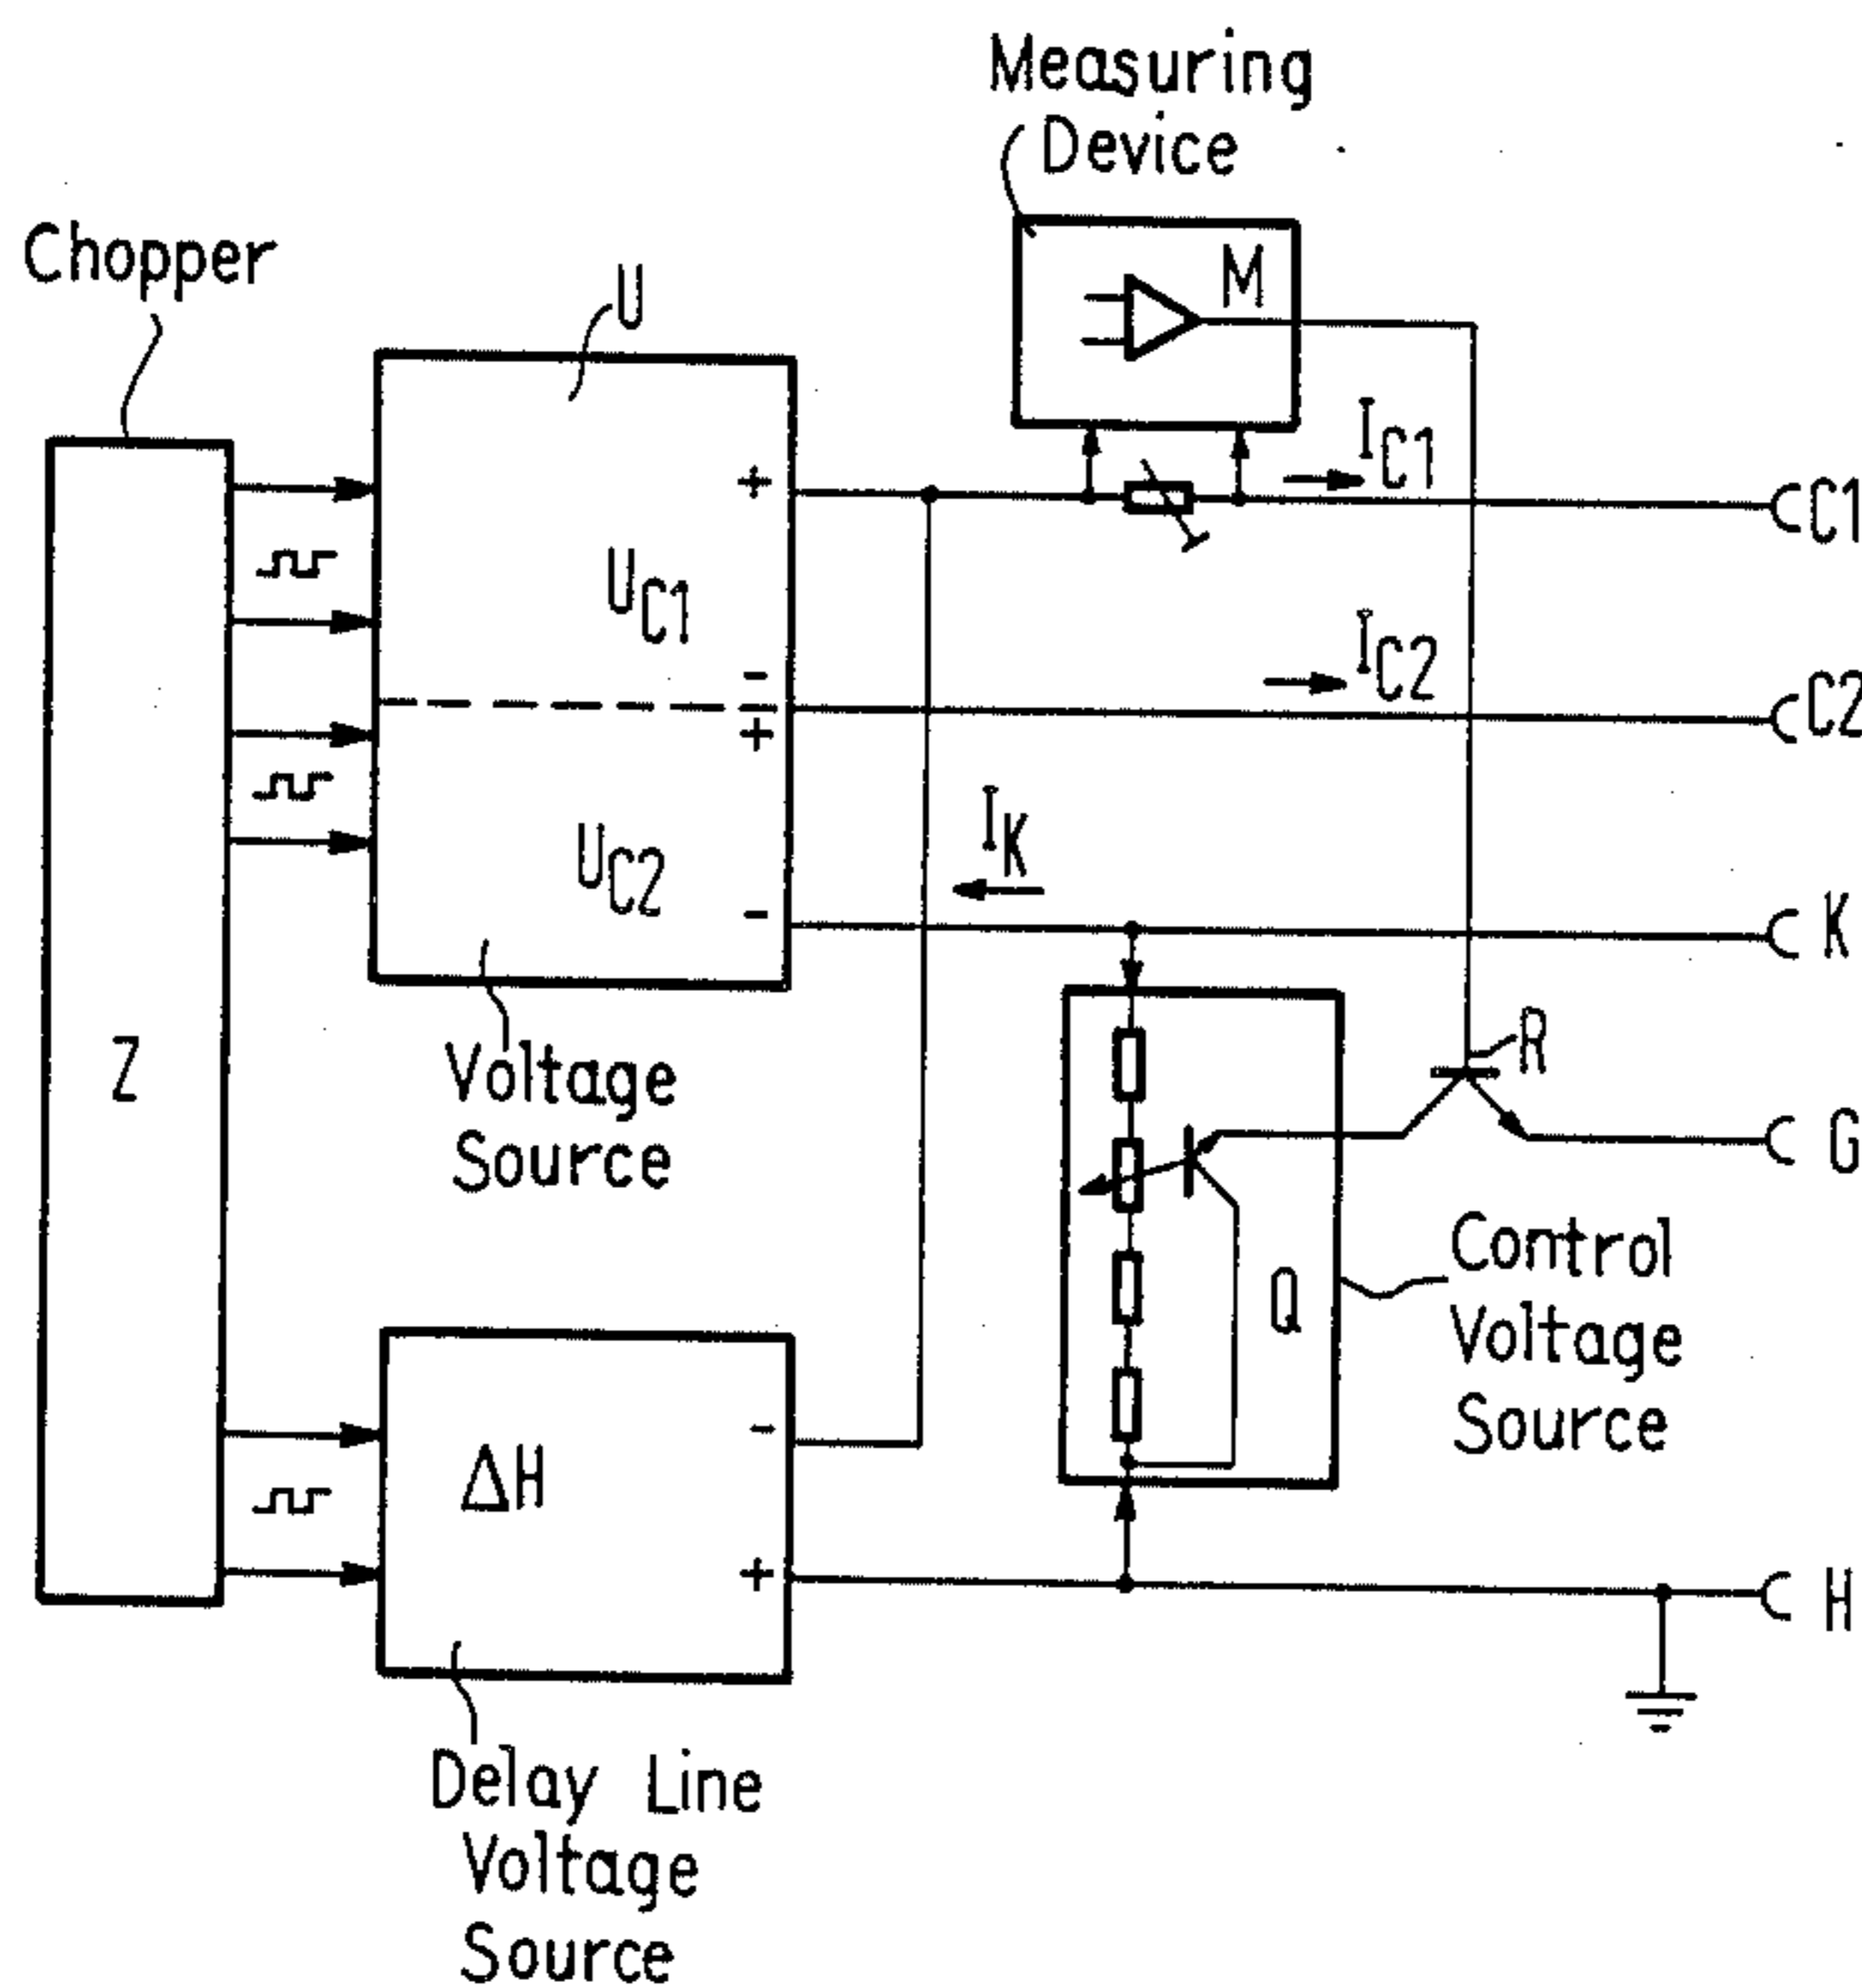 Measuring
Device
Chopper
U
M
I_C1
C1
U_C1
I_C2
C2
U_C2
I_K
K
Z
Voltage
Source
R
G
Control
Voltage
Source
Q
ΔH
H
Delay Line
Voltage
Source
+
-
+
-
-
+